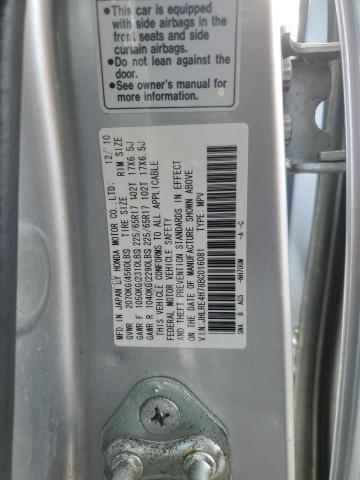 •This car is equipped
with side airbags in the
front seats and side
curtain airbags.
•Do not lean against the
door.
•See owner's manual for
more information.
MFD IN JAPAN BY HONDA MOTOR CO., LTD. 12/'10
GVWR 2070KG(4560LBS) TIRE SIZE RIM SIZE
GAWR F 1050KG(2310LBS) 225/65R17 102T 17X6.5J
GAWR R 1040KG(2290LBS) 225/65R17 102T 17X6.5J
THIS VEHICLE CONFORMS TO ALL APPLICABLE
FEDERAL MOTOR VEHICLE SAFETY
AND THEFT PREVENTION STANDARDS IN EFFECT
ON THE DATE OF MANUFACTURE SHOWN ABOVE.
V.I.N.:JHLRE4H78BC016081 TYPE: MPV
-A -C